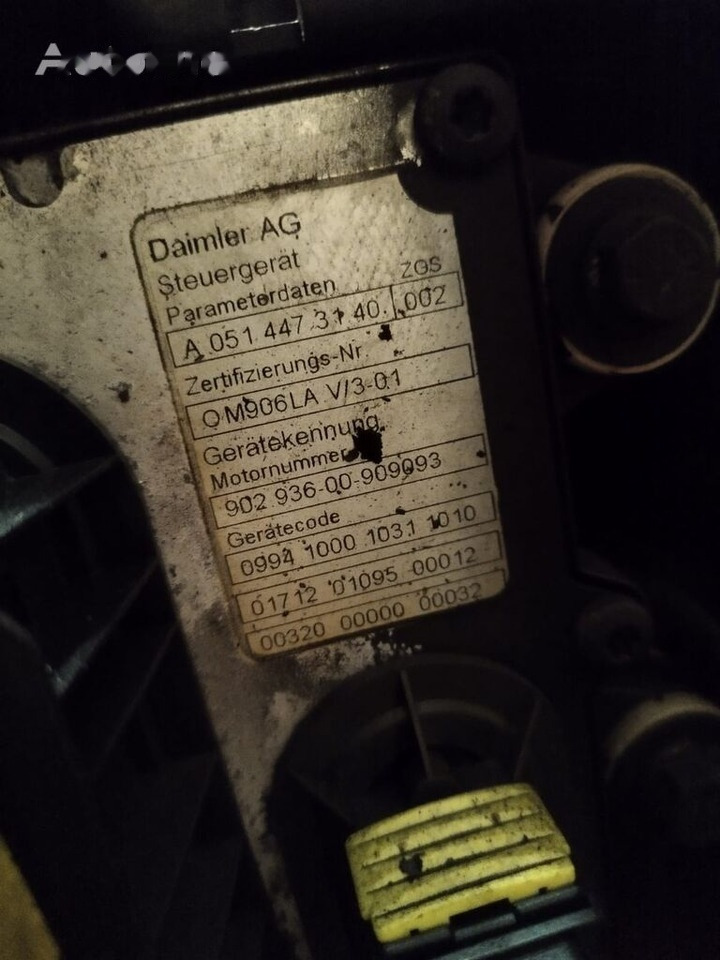 Daimler AG
Steuergerät
Parameterdaten ZGS
A 051 447 31 40 002
Zertifizierungs-Nr
OM906LA V/3-01
Gerätekennung
Motornummer
902 936-00-909093
Gerätecode
0994 1000 1031 1010
01712 01095 00012
00320 00000 00032